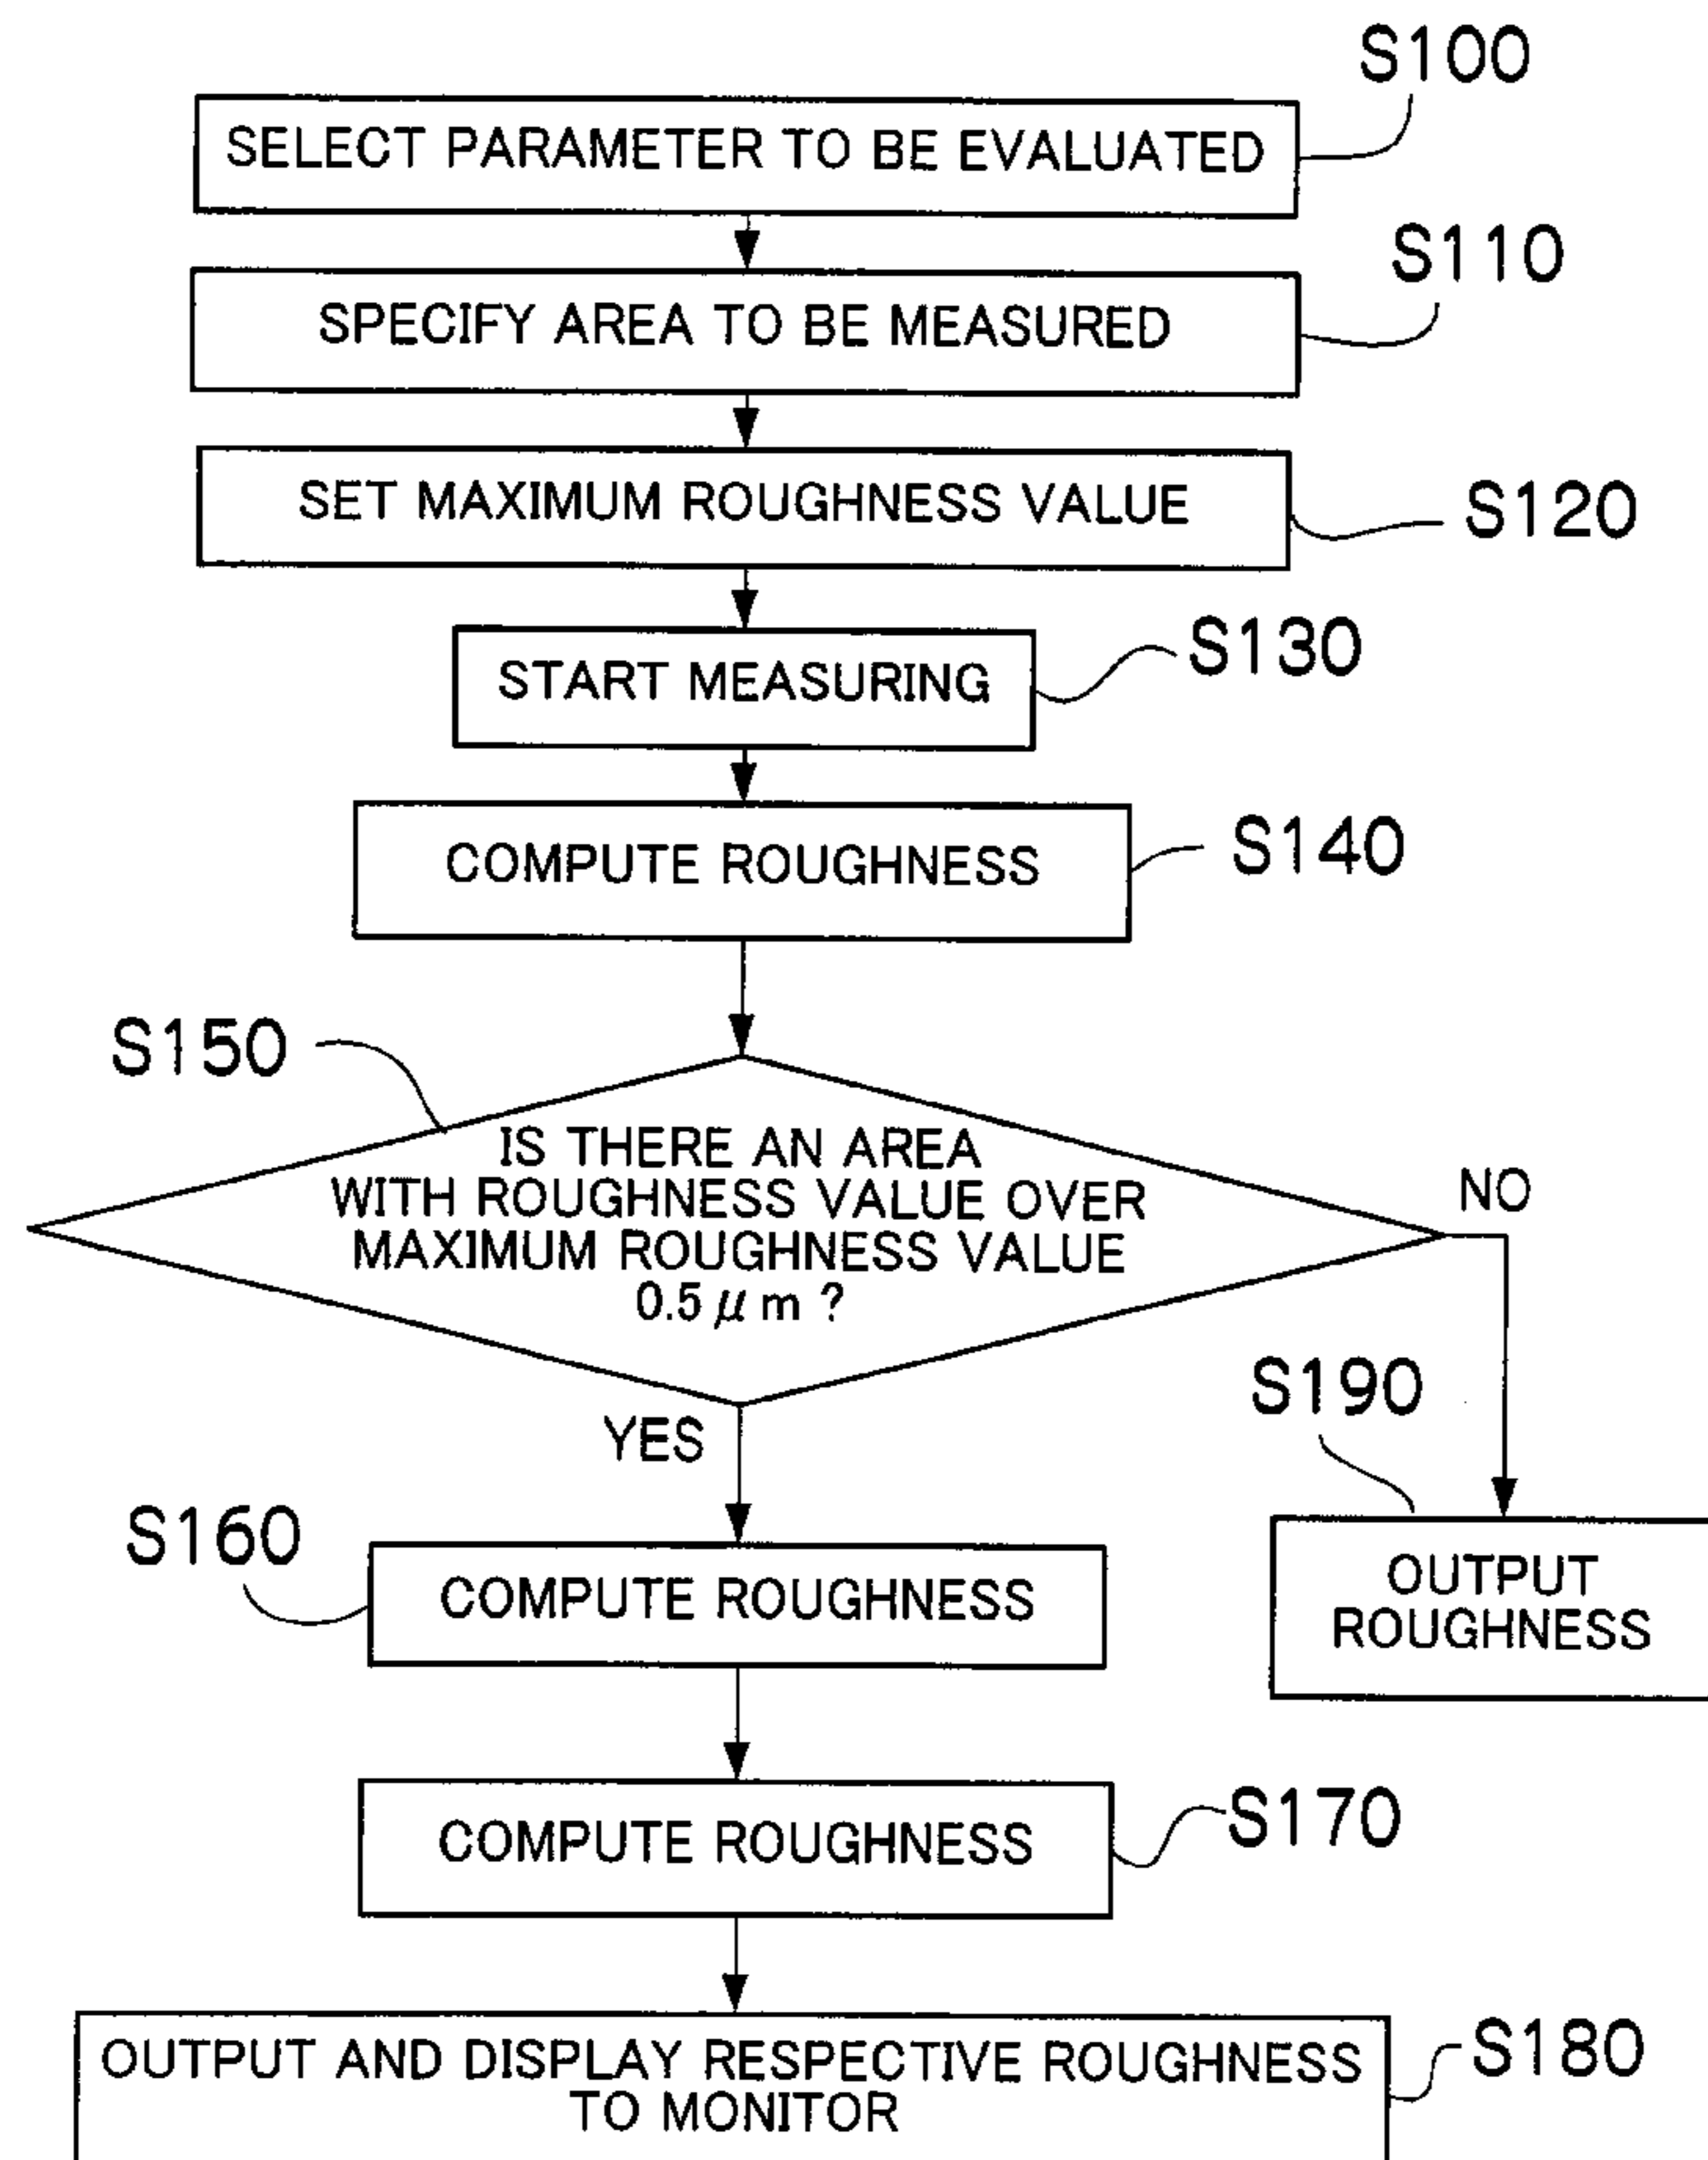 S100
SELECT PARAMETER TO BE EVALUATED
S110
SPECIFY AREA TO BE MEASURED
SET MAXIMUM ROUGHNESS VALUE
S120
S130
START MEASURING
S140
COMPUTE ROUGHNESS
S150
IS THERE AN AREA
WITH ROUGHNESS VALUE OVER
MAXIMUM ROUGHNESS VALUE
0.5 μm ?
NO
YES
S190
S160
OUTPUT
ROUGHNESS
COMPUTE ROUGHNESS
S170
COMPUTE ROUGHNESS
S180
OUTPUT AND DISPLAY RESPECTIVE ROUGHNESS
TO MONITOR